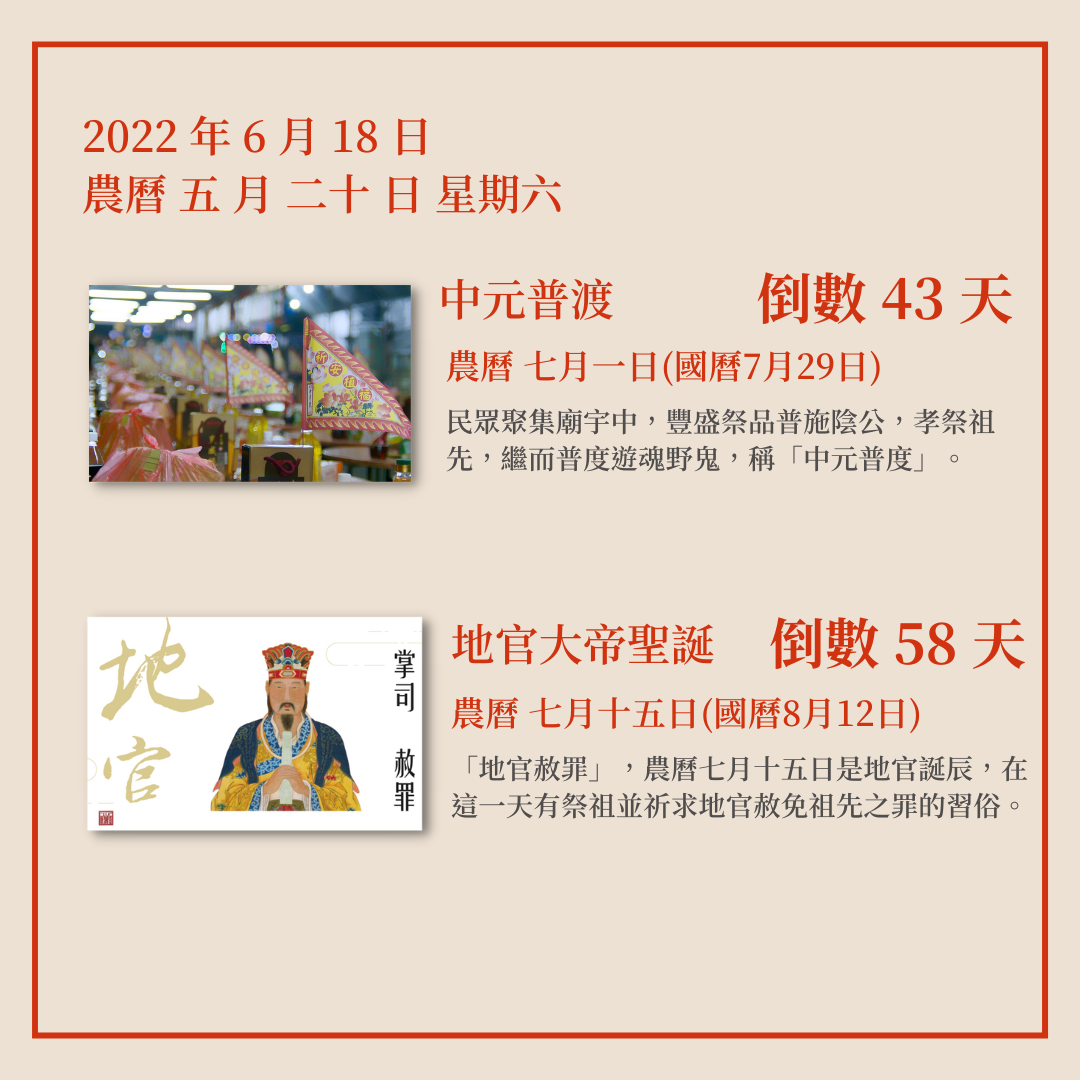 2022 年 6 月 18 日
農曆 五 月 二十 日 星期六
中元普渡
倒數 43 天
農曆 七月一日(國曆7月29日)
民眾聚集廟宇中，豐盛祭品普施陰公，孝祭祖
先，繼而普度遊魂野鬼，稱「中元普度」。
祈安植福
地官大帝聖誕
倒數 58 天
農曆 七月十五日(國曆8月12日)
「地官赦罪」，農曆七月十五日是地官誕辰，在
這一天有祭祖並祈求地官赦免祖先之罪的習俗。
地官
掌司 赦罪